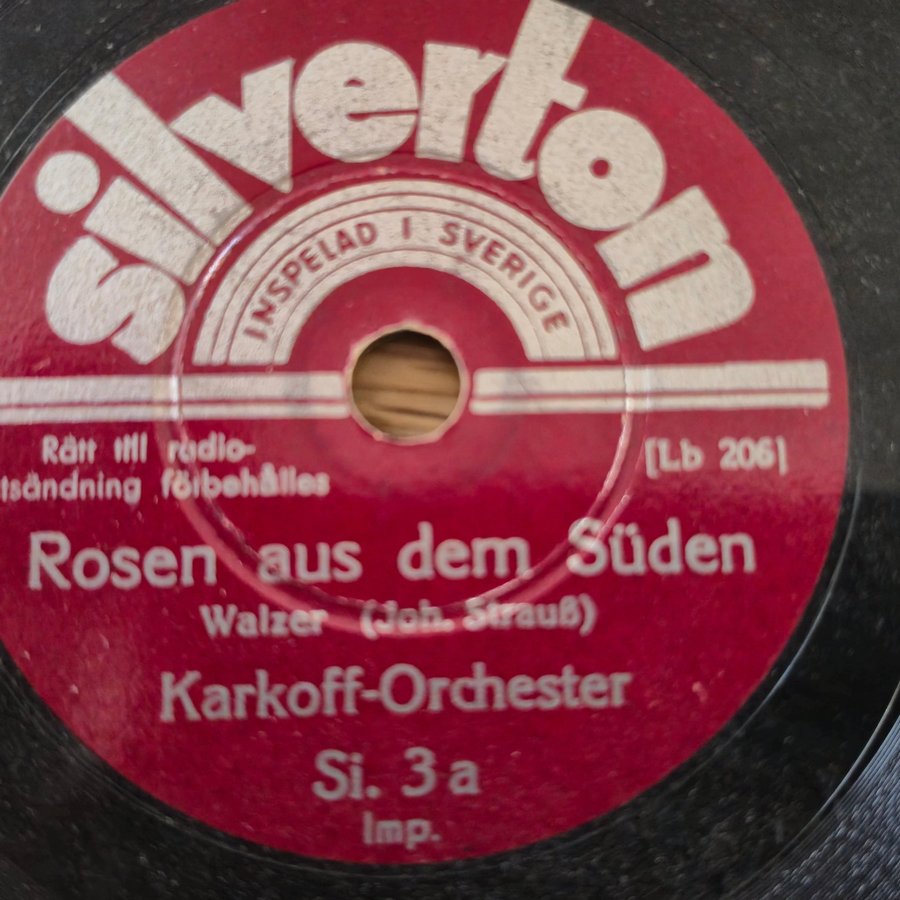 silverton
INSPELAD I SVERIGE
Rätt till radio-
utsändning förbehålles
[Lb 206]
Rosen aus dem Süden
Walzer (Joh. Strauß)
Karkoff-Orchester
Si. 3 a
Imp.